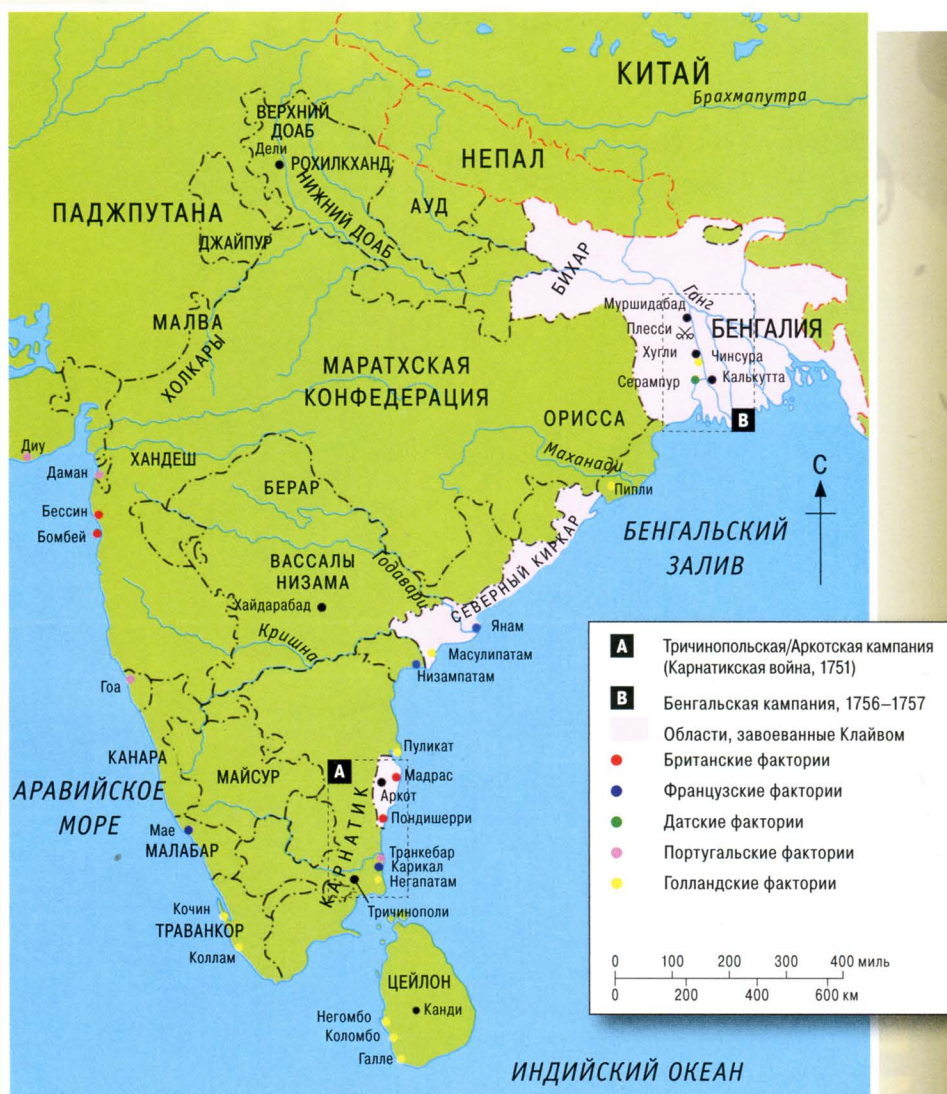 КИТАЙ
Брахмапутра
ВЕРХНИЙ
ДОАБ
Дели
РОХИЛКХАНД
НЕПАЛ
НИЖНИЙ ДОАБ
АУД
ПАДЖПУТАНА
ДЖАЙПУР
БИХАР
Ганг
Муршидабад
Плесси
БЕНГАЛИЯ
Хугли
Чинсура
Серампур
Калькутта
B
МАЛВА
ХОЛКАРЫ
МАРАТХСКАЯ
КОНФЕДЕРАЦИЯ
ОРИССА
Маханади
Пипли
С
Диу
ХАНДЕШ
Даман
БЕРАР
Бессин
Бомбей
БЕНГАЛЬСКИЙ
ЗАЛИВ
ВАССАЛЫ
НИЗАМА
Годавари
СЕВЕРНЫЙ КИРКАР
Хайдарабад
Янам
Кришна
Масулипатам
Низампатам
Гоа
Пуликат
КАНАРА
МАЙСУР
A
Мадрас
Аркот
КАРНАТИК
Пондишерри
АРАВИЙСКОЕ
МОРЕ
Мае
МАЛАБАР
Транкебар
Карикал
Негапатам
Тричинополи
Кочин
ТРАВАНКОР
Коллам
ЦЕЙЛОН
Канди
Негомбо
Коломбо
Галле
ИНДИЙСКИЙ ОКЕАН
A Тричинопольская/Аркотская кампания
(Карнатикская война, 1751)
B Бенгальская кампания, 1756–1757
Области, завоеванные Клайвом
Британские фактории
Французские фактории
Датские фактории
Португальские фактории
Голландские фактории
0 100 200 300 400 миль
0 200 400 600 км